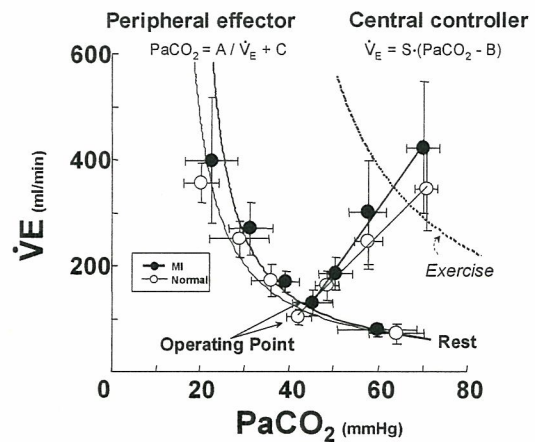 Peripheral effector
PaCO2 = A / V̇E + C
Central controller
V̇E = S·(PaCO2 - B)
600
400
200
0
V̇E (ml/min)
MI
Normal
Exercise
Operating Point
Rest
20
40
60
80
PaCO2 (mmHg)